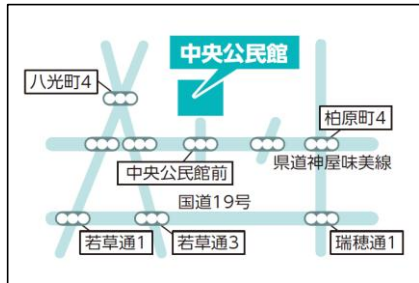 中央公民館
八光町4
柏原町4
中央公民館前
県道神屋味美線
国道19号
若草通1
若草通3
瑞穂通1